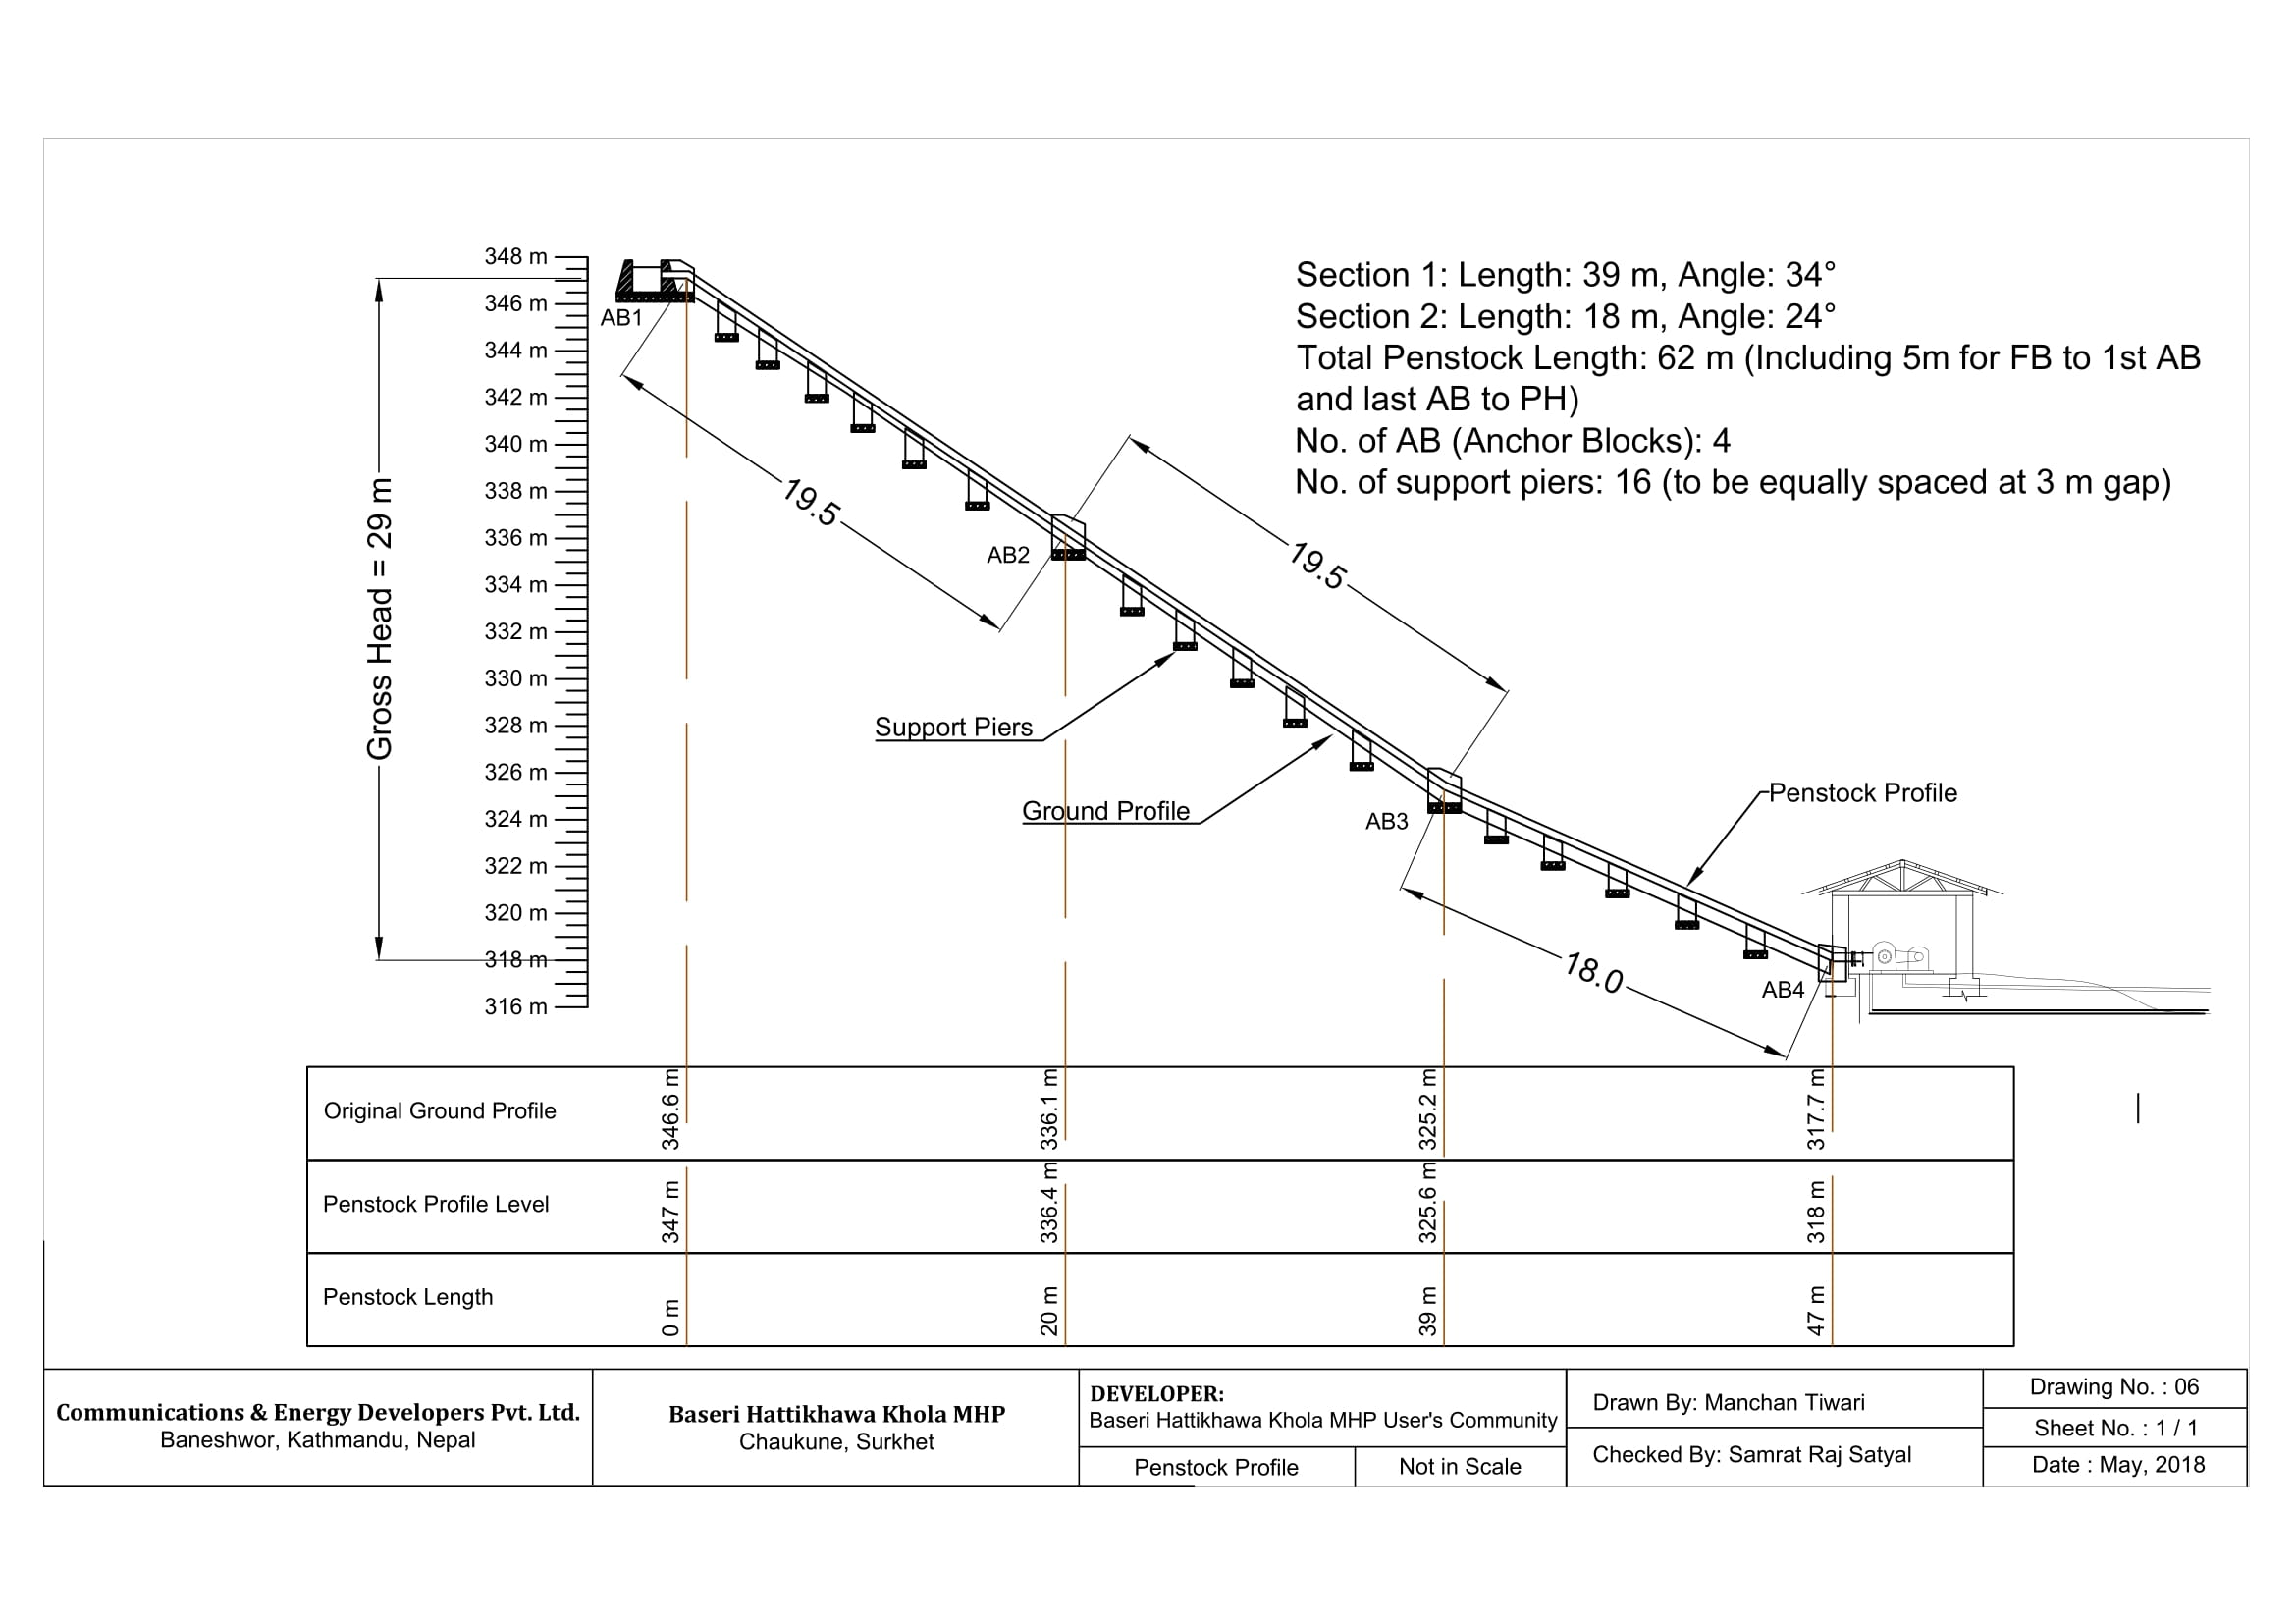 Section 1: Length: 39 m, Angle: 34°
Section 2: Length: 18 m, Angle: 24°
Total Penstock Length: 62 m (Including 5m for FB to 1st AB
and last AB to PH)
No. of AB (Anchor Blocks): 4
No. of support piers: 16 (to be equally spaced at 3 m gap)
Gross Head = 29 m
348 m
346 m
344 m
342 m
340 m
338 m
336 m
334 m
332 m
330 m
328 m
326 m
324 m
322 m
320 m
318 m
316 m
AB1
19.5
AB2
19.5
Support Piers
Ground Profile
AB3
Penstock Profile
18.0
AB4
Original Ground Profile 346.6 m 336.1 m 325.2 m 317.7 m
Penstock Profile Level 347 m 336.4 m 325.6 m 318 m
Penstock Length 0 m 20 m 39 m 47 m
Communications & Energy Developers Pvt. Ltd.
Baneshwor, Kathmandu, Nepal
Baseri Hattikhawa Khola MHP
Chaukune, Surkhet
DEVELOPER:
Baseri Hattikhawa Khola MHP User's Community
Penstock Profile
Not in Scale
Drawn By: Manchan Tiwari
Checked By: Samrat Raj Satyal
Drawing No. : 06
Sheet No. : 1 / 1
Date : May, 2018